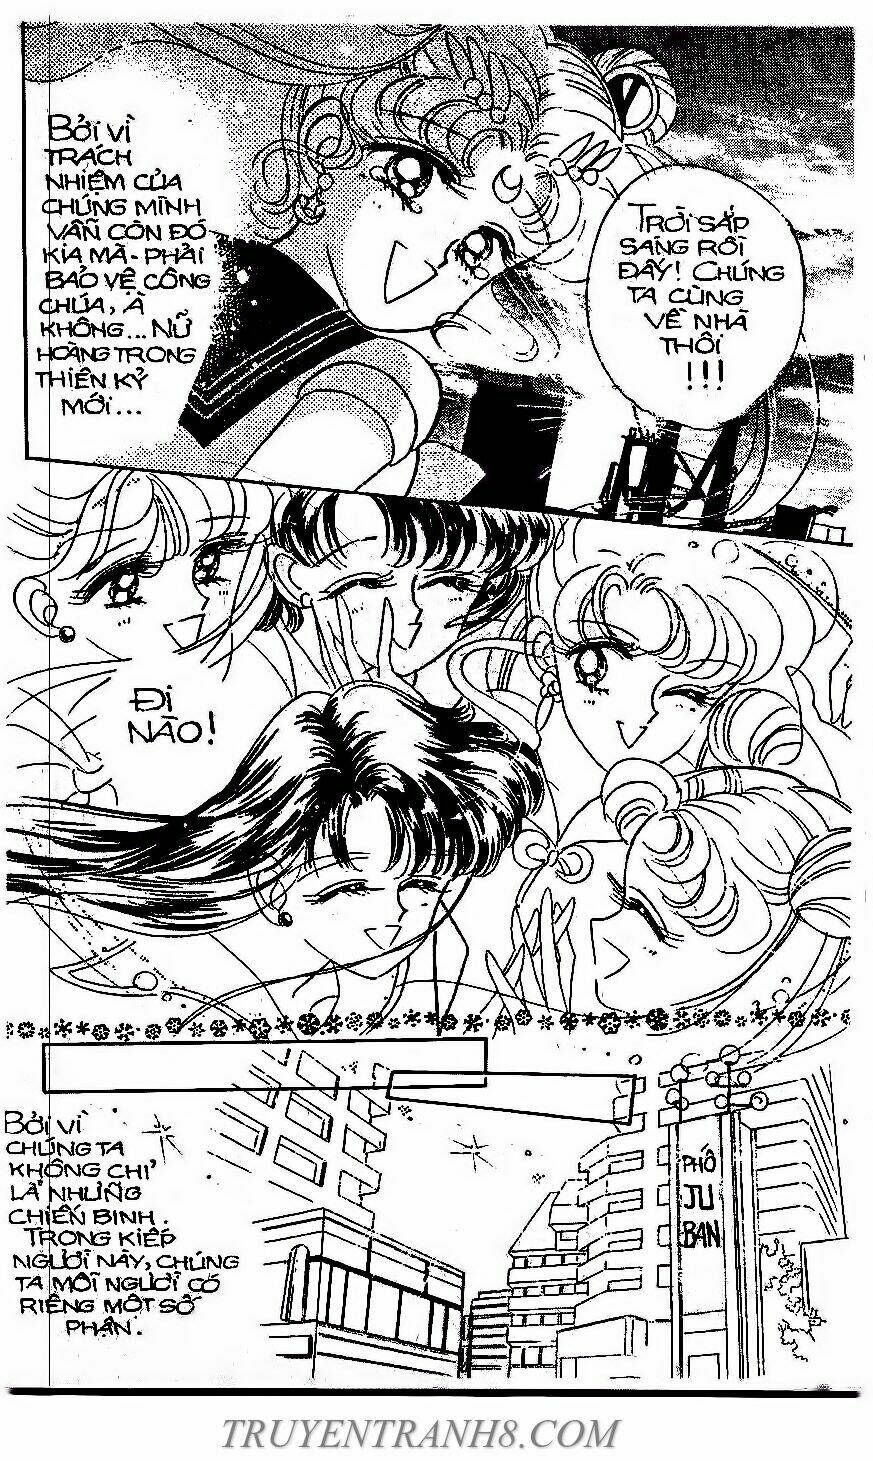 BỞI VÌ
TRÁCH
NHIỆM CỦA
CHÚNG MÌNH
VẪN CÒN ĐÓ
KIA MÀ - PHẢI
BẢO VỆ CÔNG
CHÚA, À
KHÔNG... NỮ
HOÀNG TRONG
THIÊN KỶ
MỚI...
TRỜI SẮP
SÁNG RỒI
ĐẤY! CHÚNG
TA CÙNG
VỀ NHÀ
THÔI
!!!
ĐI
NÀO!
BỞI VÌ
CHÚNG TA
KHÔNG CHỈ
LÀ NHỮNG
CHIẾN BINH.
TRONG KIẾP
NGƯỜI NÀY, CHÚNG
TA MỖI NGƯỜI CÓ
RIÊNG MỘT SỐ
PHẬN.
PHỐ
JU
BAN
TRUYENTRANH8.COM